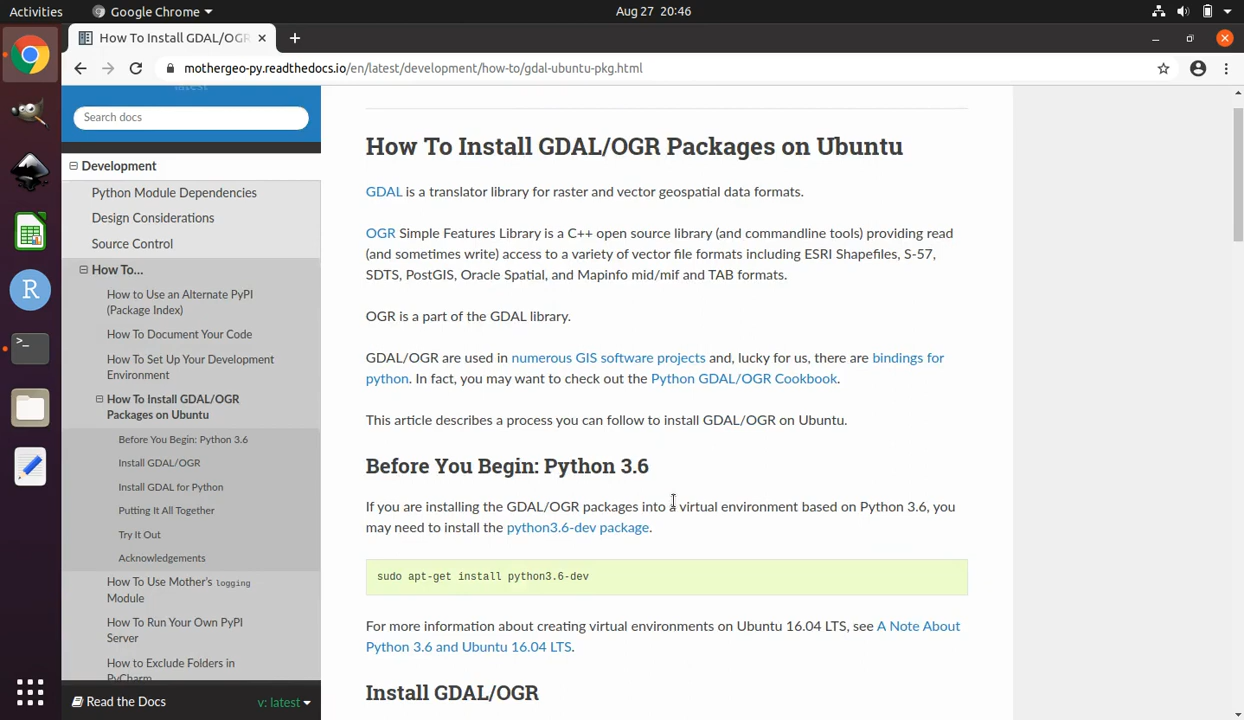 Activities
Google Chrome
Aug 27 20:46
How To Install GDAL/OGR
mothergeo-py.readthedocs.io/en/latest/development/how-to/gdal-ubuntu-pkg.html
Search docs
Development
Python Module Dependencies
Design Considerations
Source Control
How To...
How to Use an Alternate PyPI
(Package Index)
How To Document Your Code
How To Set Up Your Development
Environment
How To Install GDAL/OGR
Packages on Ubuntu
Before You Begin: Python 3.6
Install GDAL/OGR
Install GDAL for Python
Putting It All Together
Try It Out
Acknowledgements
How To Use Mother's logging
Module
How To Run Your Own PyPI
Server
How to Exclude Folders in
PyCharm
Read the Docs
v: latest
How To Install GDAL/OGR Packages on Ubuntu
GDAL is a translator library for raster and vector geospatial data formats.
OGR Simple Features Library is a C++ open source library (and commandline tools) providing read
(and sometimes write) access to a variety of vector file formats including ESRI Shapefiles, S-57,
SDTS, PostGIS, Oracle Spatial, and Mapinfo mid/mif and TAB formats.
OGR is a part of the GDAL library.
GDAL/OGR are used in numerous GIS software projects and, lucky for us, there are bindings for
python. In fact, you may want to check out the Python GDAL/OGR Cookbook.
This article describes a process you can follow to install GDAL/OGR on Ubuntu.
Before You Begin: Python 3.6
If you are installing the GDAL/OGR packages into a virtual environment based on Python 3.6, you
may need to install the python3.6-dev package.
sudo apt-get install python3.6-dev
For more information about creating virtual environments on Ubuntu 16.04 LTS, see A Note About
Python 3.6 and Ubuntu 16.04 LTS.
Install GDAL/OGR
R